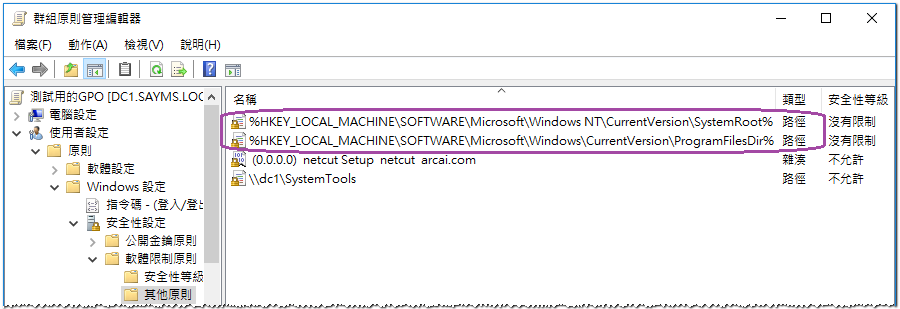 群組原則管理編輯器
檔案(F) 動作(A) 檢視(V) 說明(H)
測試用的GPO [DC1.SAYMS.LOC
電腦設定
使用者設定
原則
軟體設定
Windows 設定
指令碼 - (登入/登出
安全性設定
公開金鑰原則
軟體限制原則
安全性等級
其他原則
名稱 類型 安全性等級
%HKEY_LOCAL_MACHINE\SOFTWARE\Microsoft\Windows NT\CurrentVersion\SystemRoot% 路徑 沒有限制
%HKEY_LOCAL_MACHINE\SOFTWARE\Microsoft\Windows\CurrentVersion\ProgramFilesDir% 路徑 沒有限制
(0.0.0.0) netcut Setup netcut arcai.com 雜湊 不允許
\\dc1\SystemTools 路徑 不允許